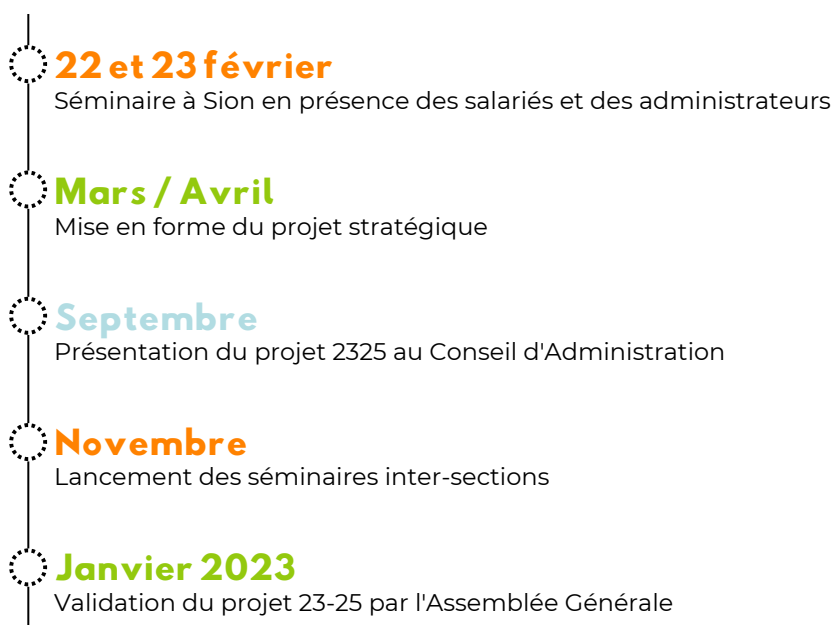 22 et 23 février
Séminaire à Sion en présence des salariés et des administrateurs
Mars / Avril
Mise en forme du projet stratégique
Septembre
Présentation du projet 2325 au Conseil d'Administration
Novembre
Lancement des séminaires inter-sections
Janvier 2023
Validation du projet 23-25 par l'Assemblée Générale